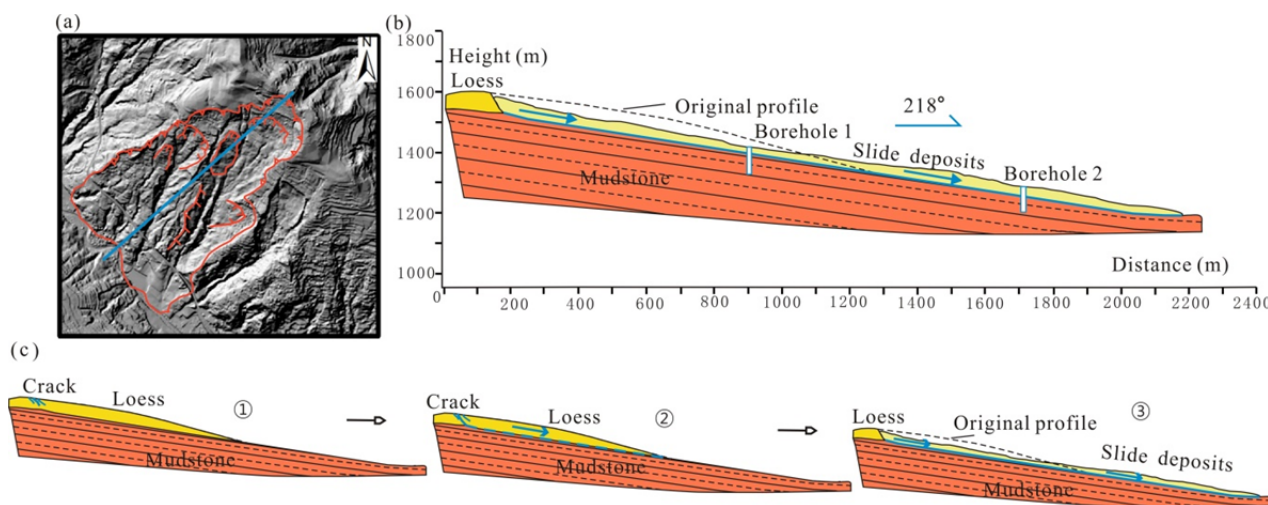 (a)
N
(b)
1800
1600
1400
1200
1000
Height (m)
Loess
Original profile
218°
Borehole 1
Slide deposits
Borehole 2
Mudstone
Distance (m)
0 200 400 600 800 1000 1200 1400 1600 1800 2000 2200 2400
(c)
Crack
Loess
①
Mudstone
Crack
Loess
②
Mudstone
Loess
Original profile
③
Slide deposits
Mudstone